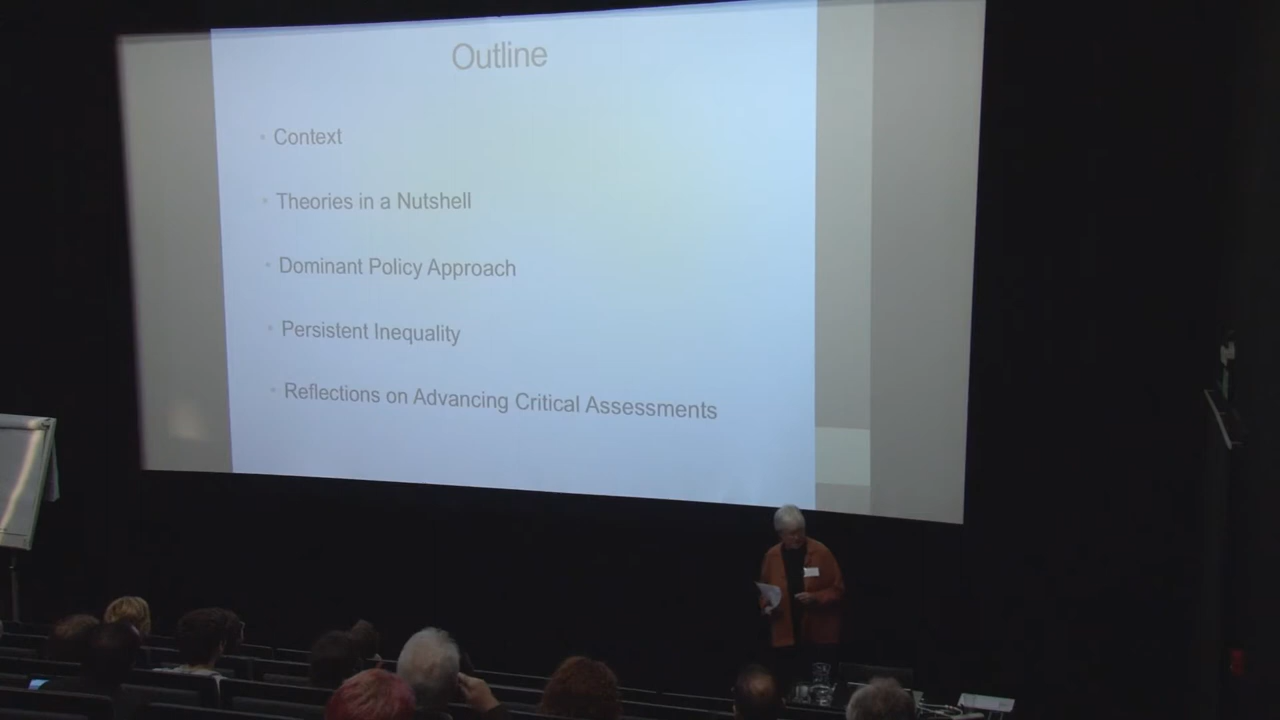 Outline
• Context
• Theories in a Nutshell
• Dominant Policy Approach
• Persistent Inequality
• Reflections on Advancing Critical Assessments